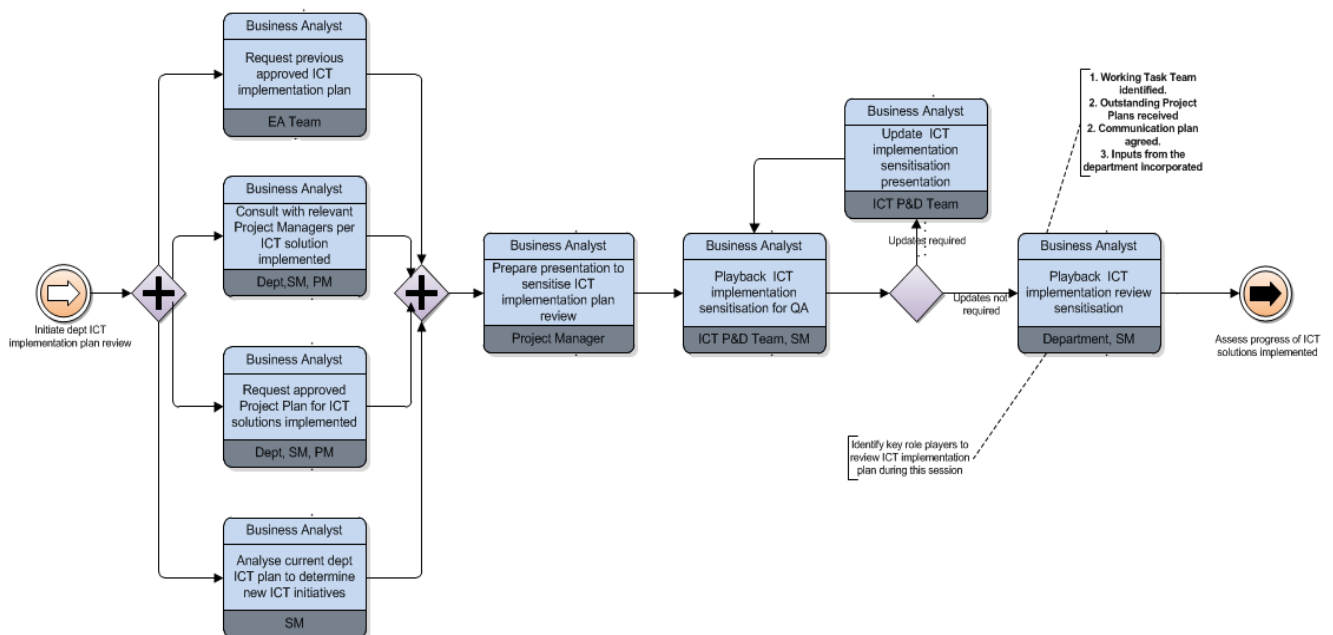 Business Analyst
Request previous
approved ICT
implementation plan
EA Team
Business Analyst
Consult with relevant
Project Managers per
ICT solution
implemented
Dept,SM, PM
Initiate dept ICT
implementation plan review
Business Analyst
Request approved
Project Plan for ICT
solutions implemented
Dept, SM, PM
Business Analyst
Analyse current dept
ICT plan to determine
new ICT initiatives
SM
Business Analyst
Prepare presentation to
sensitise ICT
implementation plan
review
Project Manager
Business Analyst
Playback ICT
implementation
sensitisation for QA
ICT P&D Team, SM
Business Analyst
Update ICT
implementation
sensitisation
presentation
ICT P&D Team
Updates required
Updates not
required
1. Working Task Team
identified.
2. Outstanding Project
Plans received
2. Communication plan
agreed.
3. Inputs from the
department incorporated
Business Analyst
Playback ICT
implementation review
sensitisation
Department, SM
Identify key role players to
review ICT implementation
plan during this session
Assess progress of ICT
solutions implemented